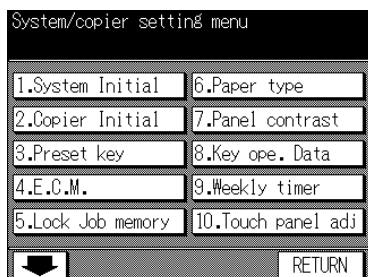 System/copier setting menu
1.System Initial
2.Copier Initial
3.Preset key
4.E.C.M.
5.Lock Job memory
6.Paper type
7.Panel contrast
8.Key ope. Data
9.Weekly timer
10.Touch panel adj
RETURN